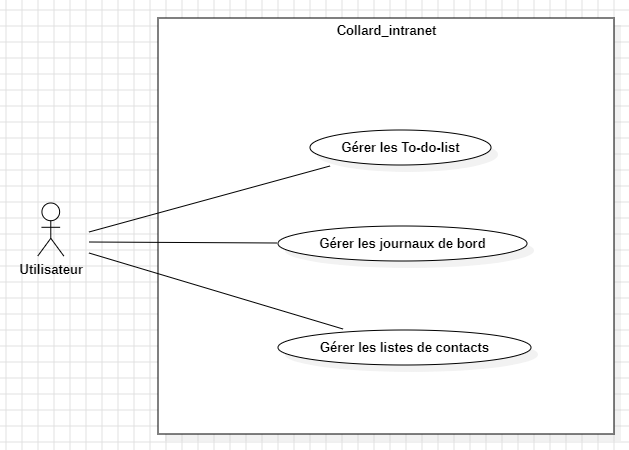 Collard_intranet
Gérer les To-do-list
Gérer les journaux de bord
Utilisateur
Gérer les listes de contacts